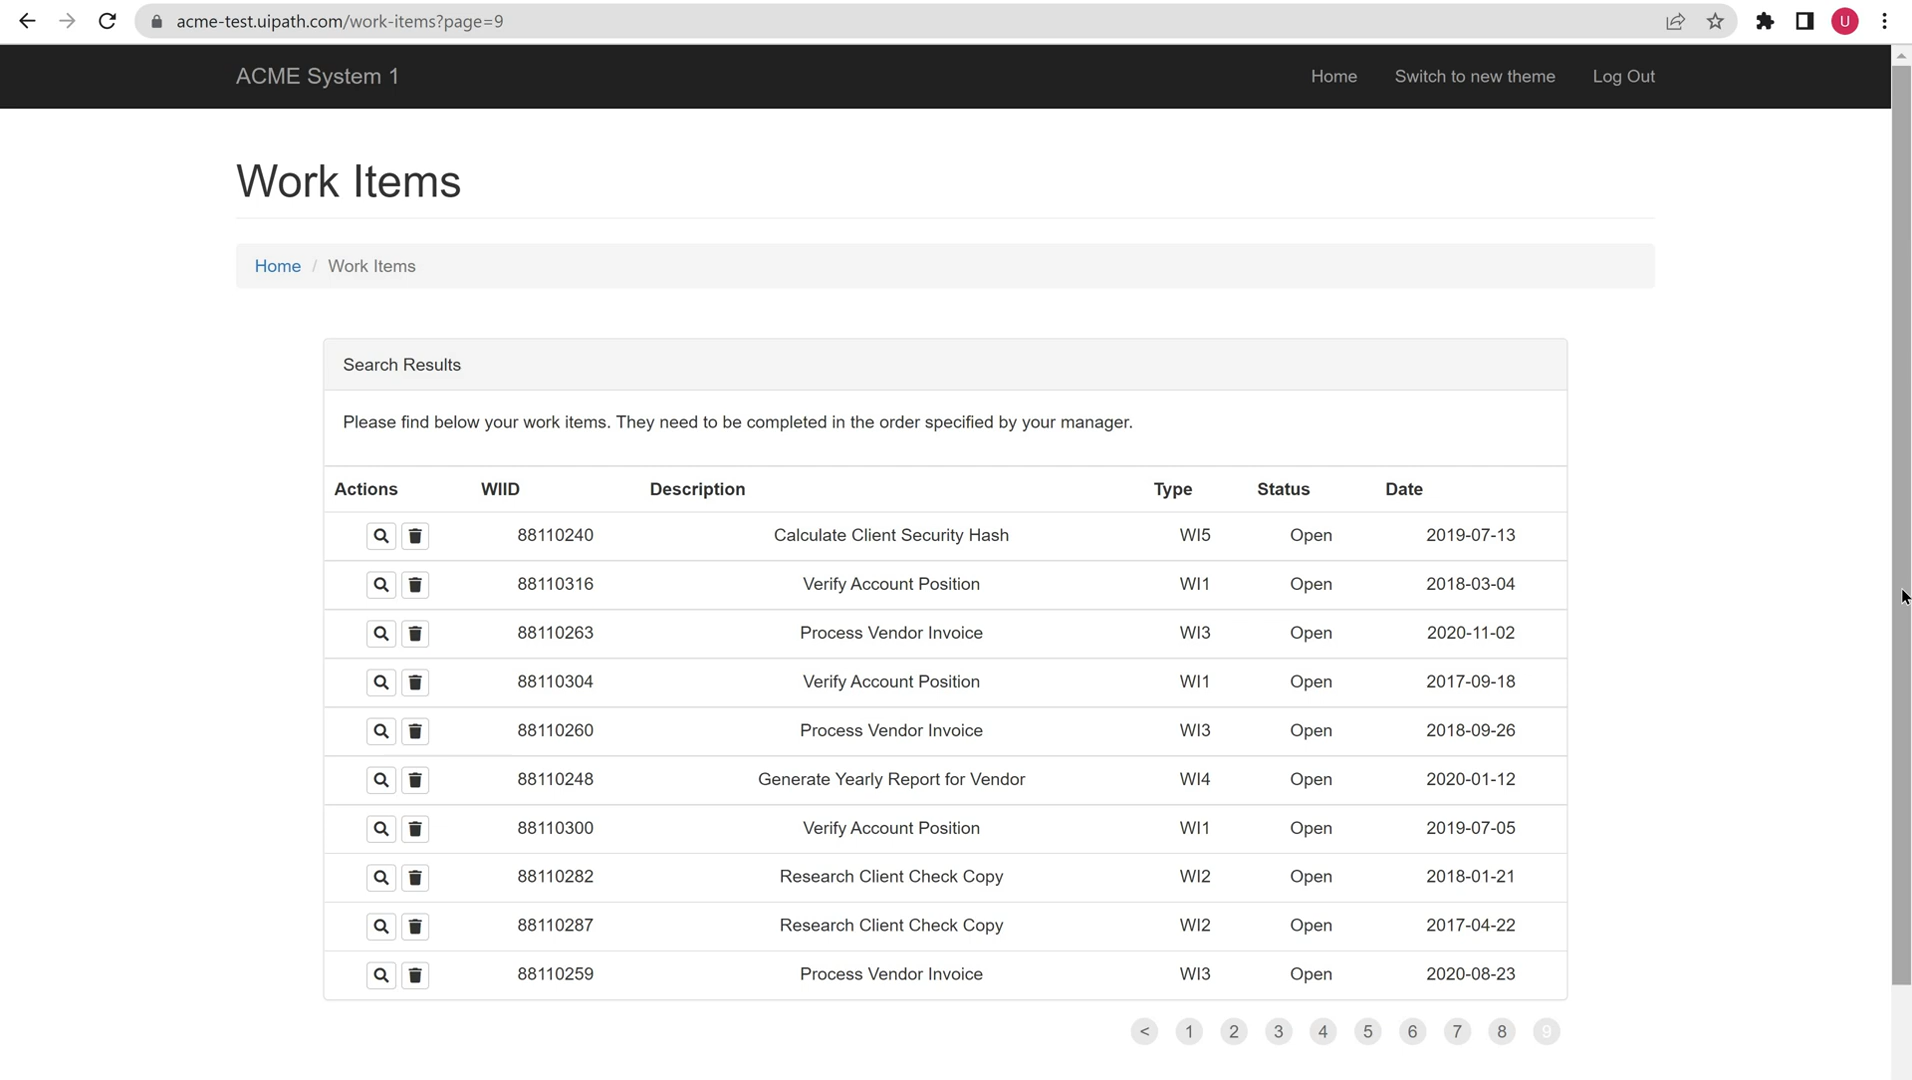 acme-test.uipath.com/work-items?page=9
U
ACME System 1 Home Switch to new theme Log Out
Work Items
Home / Work Items
Search Results
Please find below your work items. They need to be completed in the order specified by your manager.
Actions WIID Description Type Status Date
88110240 Calculate Client Security Hash WI5 Open 2019-07-13
88110316 Verify Account Position WI1 Open 2018-03-04
88110263 Process Vendor Invoice WI3 Open 2020-11-02
88110304 Verify Account Position WI1 Open 2017-09-18
88110260 Process Vendor Invoice WI3 Open 2018-09-26
88110248 Generate Yearly Report for Vendor WI4 Open 2020-01-12
88110300 Verify Account Position WI1 Open 2019-07-05
88110282 Research Client Check Copy WI2 Open 2018-01-21
88110287 Research Client Check Copy WI2 Open 2017-04-22
88110259 Process Vendor Invoice WI3 Open 2020-08-23
< 1 2 3 4 5 6 7 8 9